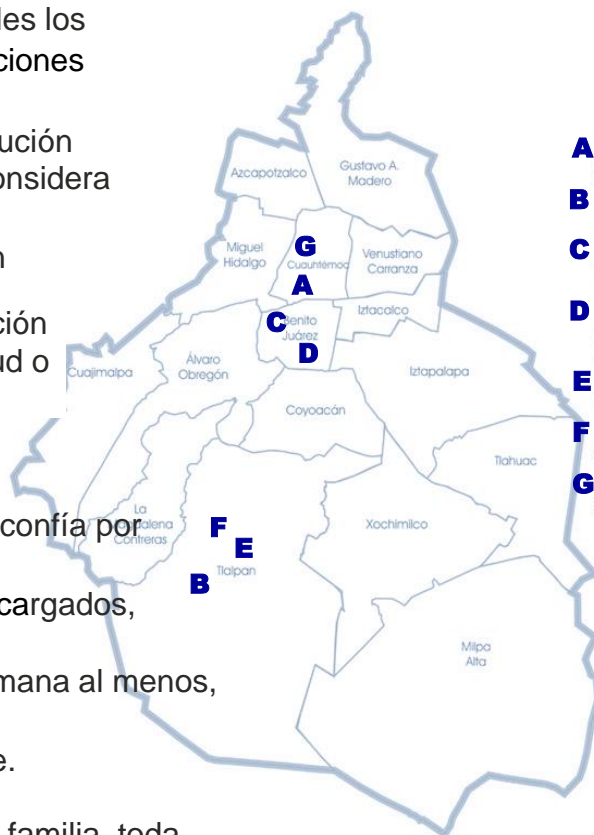 les los
ciones
ución
onsidera
n
ción
ud o
confía por
cargados,
mana al menos,
e.
familia, toda
Azcapotzalco
Gustavo A.
Madero
Miguel
Hidalgo
G
Cuauhtémoc
A
Venustiano
Carranza
C
Benito
Juárez
D
Iztacalco
Cuajimalpa
Álvaro
Obregón
Iztapalapa
Coyoacán
Tlahuac
La
Magdalena
Contreras
F
E
B
Tlalpan
Xochimilco
Milpa
Alta
A
B
C
D
E
F
G